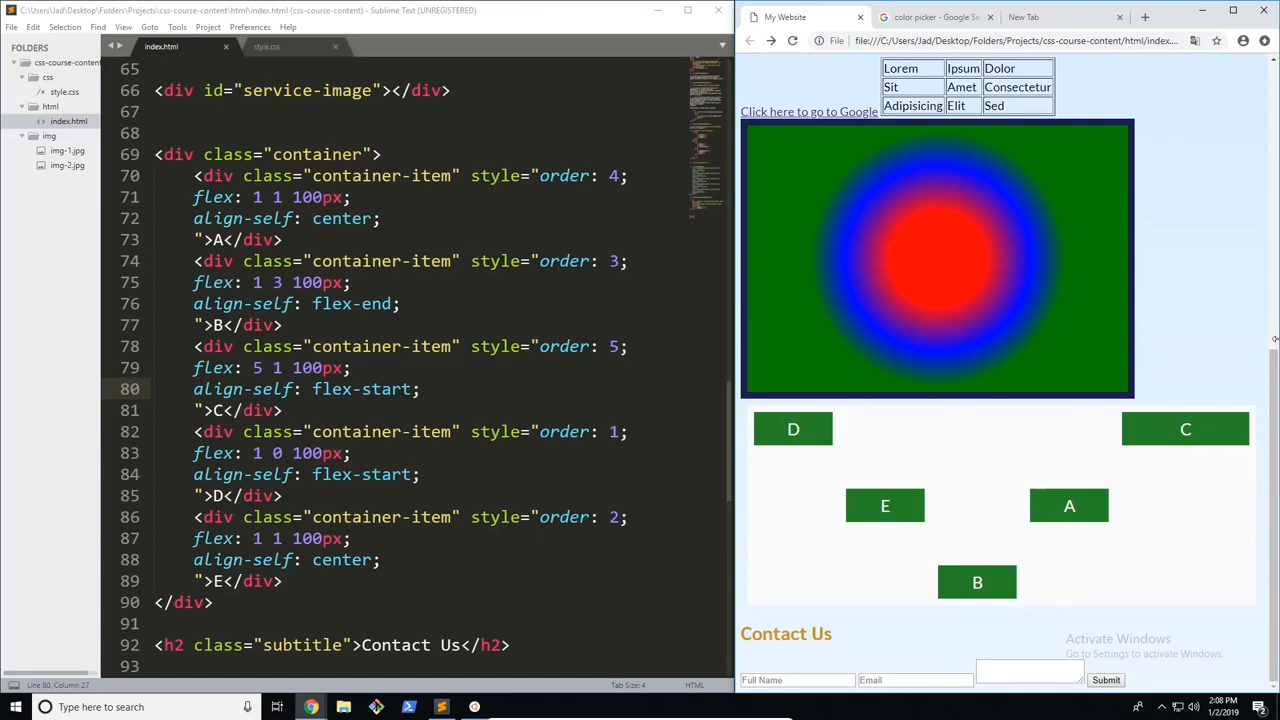 C:\Users\Jad\Desktop\Folders\Projects\css-course-content\html\index.html (css-course-content) - Sublime Text (UNREGISTERED)
File Edit Selection Find View Goto Tools Project Preferences Help
FOLDERS
css-course-conten
css
style.css
html
index.html
img
img-1.jpg
img-2.jpg
index.html
style.css
65
66 <div id="service-image"></div>
67
68
69 <div class="container">
70 <div class="container-item" style="order: 4;
71 flex: 1 1 100px;
72 align-self: center;
73 ">A</div>
74 <div class="container-item" style="order: 3;
75 flex: 1 3 100px;
76 align-self: flex-end;
77 ">B</div>
78 <div class="container-item" style="order: 5;
79 flex: 5 1 100px;
80 align-self: flex-start;
81 ">C</div>
82 <div class="container-item" style="order: 1;
83 flex: 1 0 100px;
84 align-self: flex-start;
85 ">D</div>
86 <div class="container-item" style="order: 2;
87 flex: 1 1 100px;
88 align-self: center;
89 ">E</div>
90 </div>
91
92 <h2 class="subtitle">Contact Us</h2>
93
Line 80, Column 27
Tab Size: 4
HTML
My Website
color picker - Google Se
New Tab
File file:///C:/Users/Jad/Desktop/Folders/Projects/css-course-content/html/index....
Lorem Ipsum Dolor
Sit Amet Consectetur
Adipisicing Elit Sed
Click here to go to Google
D
C
E
A
B
Contact Us
Activate Windows
Go to Settings to activate Windows.
Full Name
Email
Submit
Type here to search
2:08 PM
1/2/2019